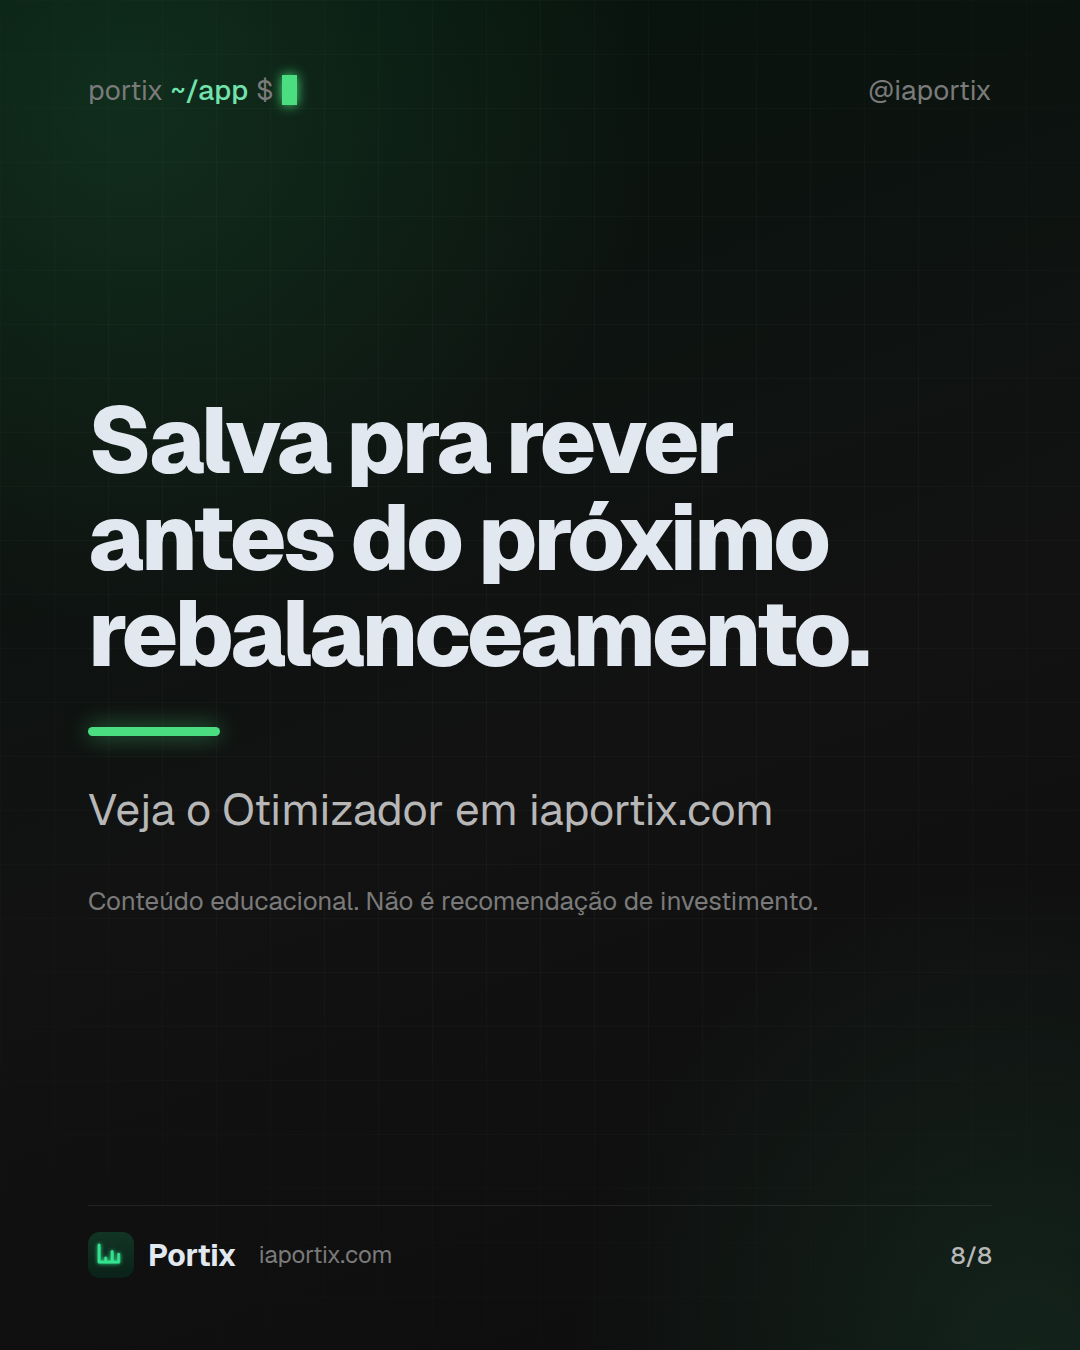 portix ~/app $
@iaportix
Salva pra rever
antes do próximo
rebalanceamento.
Veja o Otimizador em iaportix.com
Conteúdo educacional. Não é recomendação de investimento.
Portix iaportix.com
8/8